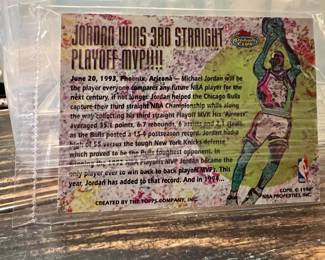 JORDAN WINS 3RD STRAIGHT
PLAYOFF MVP!!!!
June 20, 1993, Phoenix, Arizona — Michael Jordan will be
the player everyone compares any future NBA player for the
next century, if not longer. Jordan helped the Chicago Bulls
capture their third straight NBA Championship while along
the way collecting his third straight Playoff MVP. His 'Airness'
averaged 35.1 points, 6.7 rebounds, 6 assists and 2.1 steals
as the Bulls posted a 15-4 postseason record. Jordan had a
high of 55 versus the tough New York Knicks defense
which proved to be the Bulls toughest opponent. In
Playoff MVP Jordan became the
only player ever to win back to back playoff MVPs. This
year, Jordan has added to that record. And in 1994...
CREATED BY THE TOPPS COMPANY, INC.
COPR. © 1994
NBA PROPERTIES, INC.
NBA